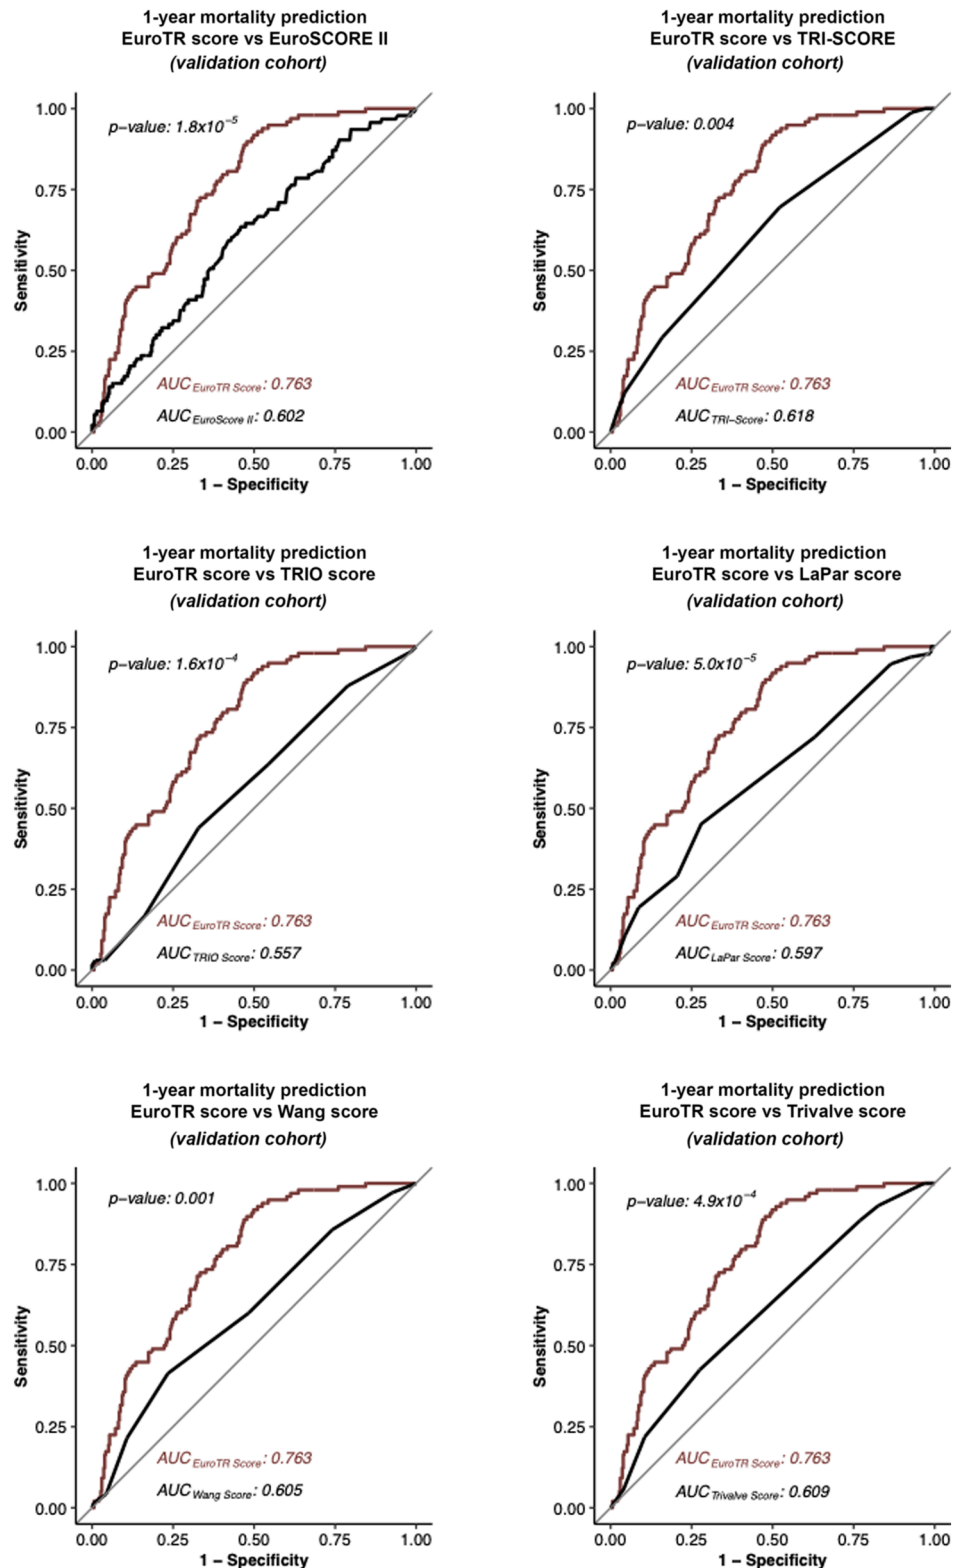 1-year mortality prediction
EuroTR score vs EuroSCORE II
(validation cohort)
1.00
0.75
0.50
0.25
0.00
Sensitivity
p-value: 1.8x10⁻⁵
AUC EuroTR Score: 0.763
AUC EuroScore II: 0.602
0.00 0.25 0.50 0.75 1.00
1 – Specificity
1-year mortality prediction
EuroTR score vs TRI-SCORE
(validation cohort)
1.00
0.75
0.50
0.25
0.00
Sensitivity
p-value: 0.004
AUC EuroTR Score: 0.763
AUC TRI-Score: 0.618
0.00 0.25 0.50 0.75 1.00
1 – Specificity
1-year mortality prediction
EuroTR score vs TRIO score
(validation cohort)
1.00
0.75
0.50
0.25
0.00
Sensitivity
p-value: 1.6x10⁻⁴
AUC EuroTR Score: 0.763
AUC TRIO Score: 0.557
0.00 0.25 0.50 0.75 1.00
1 – Specificity
1-year mortality prediction
EuroTR score vs LaPar score
(validation cohort)
1.00
0.75
0.50
0.25
0.00
Sensitivity
p-value: 5.0x10⁻⁵
AUC EuroTR Score: 0.763
AUC LaPar Score: 0.597
0.00 0.25 0.50 0.75 1.00
1 – Specificity
1-year mortality prediction
EuroTR score vs Wang score
(validation cohort)
1.00
0.75
0.50
0.25
0.00
Sensitivity
p-value: 0.001
AUC EuroTR Score: 0.763
AUC Wang Score: 0.605
0.00 0.25 0.50 0.75 1.00
1 – Specificity
1-year mortality prediction
EuroTR score vs Trivalve score
(validation cohort)
1.00
0.75
0.50
0.25
0.00
Sensitivity
p-value: 4.9x10⁻⁴
AUC EuroTR Score: 0.763
AUC Trivalve Score: 0.609
0.00 0.25 0.50 0.75 1.00
1 – Specificity